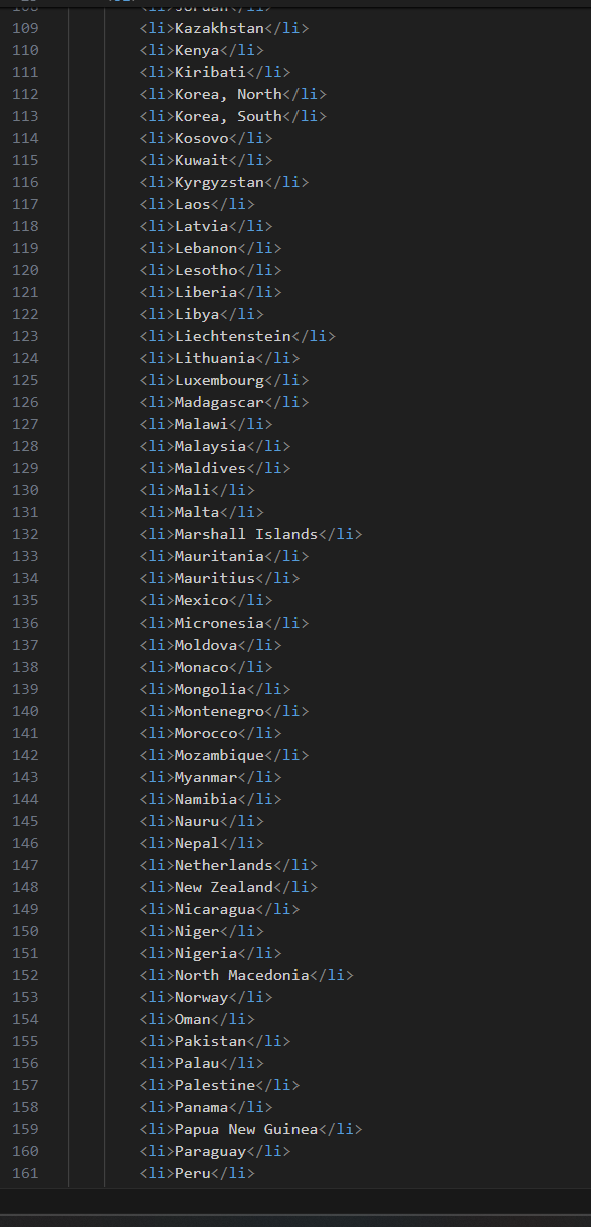 109 <li>Kazakhstan</li>
110 <li>Kenya</li>
111 <li>Kiribati</li>
112 <li>Korea, North</li>
113 <li>Korea, South</li>
114 <li>Kosovo</li>
115 <li>Kuwait</li>
116 <li>Kyrgyzstan</li>
117 <li>Laos</li>
118 <li>Latvia</li>
119 <li>Lebanon</li>
120 <li>Lesotho</li>
121 <li>Liberia</li>
122 <li>Libya</li>
123 <li>Liechtenstein</li>
124 <li>Lithuania</li>
125 <li>Luxembourg</li>
126 <li>Madagascar</li>
127 <li>Malawi</li>
128 <li>Malaysia</li>
129 <li>Maldives</li>
130 <li>Mali</li>
131 <li>Malta</li>
132 <li>Marshall Islands</li>
133 <li>Mauritania</li>
134 <li>Mauritius</li>
135 <li>Mexico</li>
136 <li>Micronesia</li>
137 <li>Moldova</li>
138 <li>Monaco</li>
139 <li>Mongolia</li>
140 <li>Montenegro</li>
141 <li>Morocco</li>
142 <li>Mozambique</li>
143 <li>Myanmar</li>
144 <li>Namibia</li>
145 <li>Nauru</li>
146 <li>Nepal</li>
147 <li>Netherlands</li>
148 <li>New Zealand</li>
149 <li>Nicaragua</li>
150 <li>Niger</li>
151 <li>Nigeria</li>
152 <li>North Macedonia</li>
153 <li>Norway</li>
154 <li>Oman</li>
155 <li>Pakistan</li>
156 <li>Palau</li>
157 <li>Palestine</li>
158 <li>Panama</li>
159 <li>Papua New Guinea</li>
160 <li>Paraguay</li>
161 <li>Peru</li>